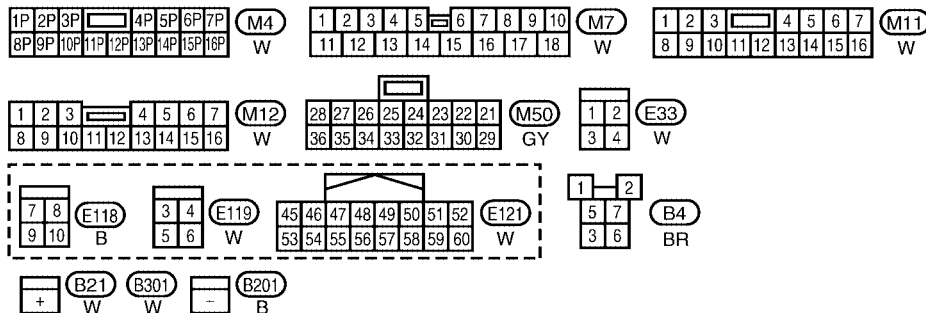 1P 2P 3P 4P 5P 6P 7P M4
8P 9P 10P 11P 12P 13P 14P 15P 16P W
1 2 3 4 5 6 7 8 9 10 M7
11 12 13 14 15 16 17 18 W
1 2 3 4 5 6 7 M11
8 9 10 11 12 13 14 15 16 W
1 2 3 4 5 6 7 M12
8 9 10 11 12 13 14 15 16 W
28 27 26 25 24 23 22 21 M50
36 35 34 33 32 31 30 29 GY
1 2 E33
3 4 W
7 8 E118
9 10 B
3 4 E119
5 6 W
45 46 47 48 49 50 51 52 E121
53 54 55 56 57 58 59 60 W
1 2
5 7 B4
3 6 BR
+ B21 B301
W W
− B201
B